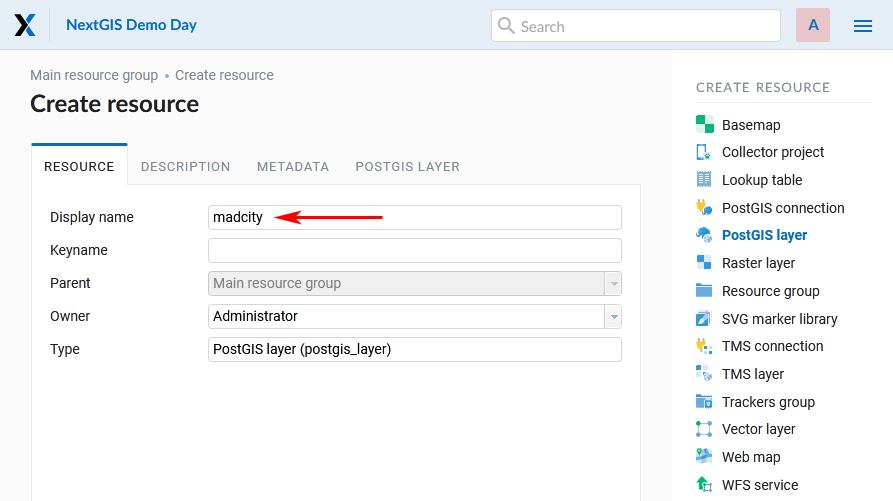 NextGIS Demo Day
Search
A
Main resource group • Create resource
Create resource
RESOURCE DESCRIPTION METADATA POSTGIS LAYER
Display name madcity
Keyname
Parent Main resource group
Owner Administrator
Type PostGIS layer (postgis_layer)
CREATE RESOURCE
Basemap
Collector project
Lookup table
PostGIS connection
PostGIS layer
Raster layer
Resource group
SVG marker library
TMS connection
TMS layer
Trackers group
Vector layer
Web map
WFS service